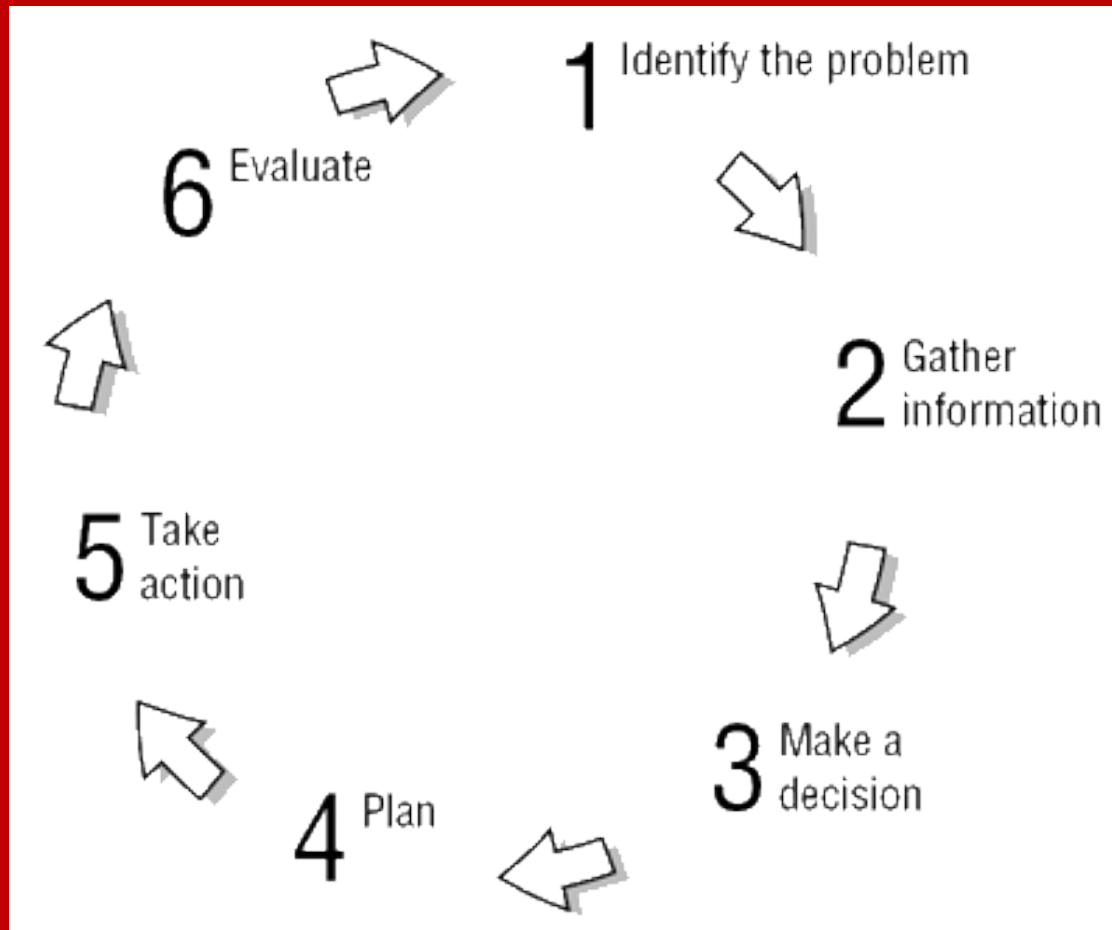 1 Identify the problem
2 Gather
information
3 Make a
decision
4 Plan
5 Take
action
6 Evaluate